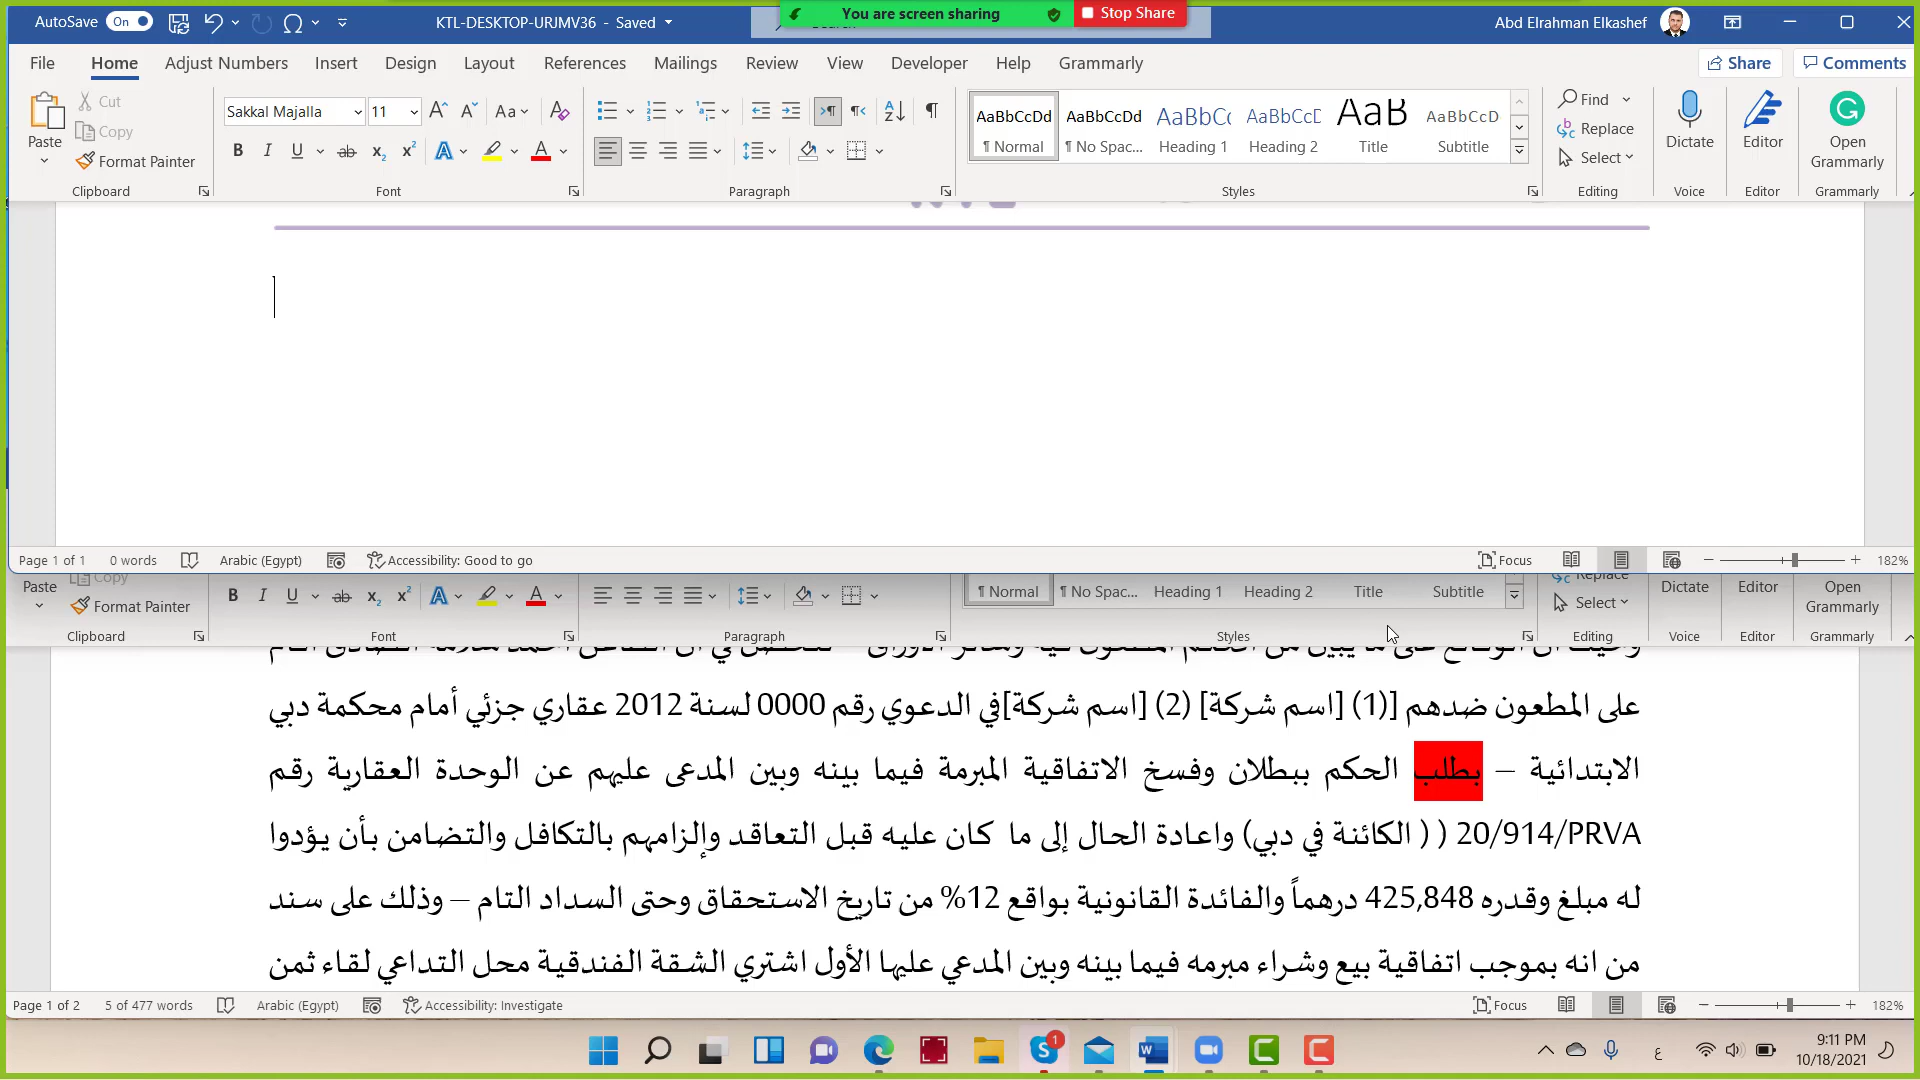 AutoSave On KTL-DESKTOP-URJMV36 - Saved You are screen sharing Stop Share Abd Elrahman Elkashef
File Home Adjust Numbers Insert Design Layout References Mailings Review View Developer Help Grammarly Share Comments
Paste Cut Copy Format Painter
Sakkal Majalla 11
AaBbCcDd AaBbCcDd AaBbCc AaBbCcD AaB AaBbCcD
¶ Normal ¶ No Spac... Heading 1 Heading 2 Title Subtitle
Find Replace Select
Dictate Editor Open Grammarly
Clipboard Font Paragraph Styles Editing Voice Editor Grammarly
Page 1 of 1 0 words Arabic (Egypt) Accessibility: Good to go Focus 182%
Paste Copy Format Painter
¶ Normal ¶ No Spac... Heading 1 Heading 2 Title Subtitle
Replace Select Dictate Editor Open Grammarly
Clipboard Font Paragraph Styles Editing Voice Editor Grammarly
على المطعون ضدهم [(1) [اسم شركة] (2) [اسم شركة]في الدعوي رقم 0000 لسنة 2012 عقاري جزئي أمام محكمة دبي
الابتدائية – بطلب الحكم ببطلان وفسخ الاتفاقية المبرمة فيما بينه وبين المدعى عليهم عن الوحدة العقارية رقم
20/914/PRVA ( ( الكائنة في دبي) واعادة الحال إلى ما كان عليه قبل التعاقد وإلزامهم بالتكافل والتضامن بأن يؤدوا
له مبلغ وقدره 425,848 درهماً والفائدة القانونية بواقع 12% من تاريخ الاستحقاق وحتى السداد التام – وذلك على سند
من انه بموجب اتفاقية بيع وشراء مبرمه فيما بينه وبين المدعي عليها الأول اشتري الشقة الفندقية محل التداعي لقاء ثمن
Page 1 of 2 5 of 477 words Arabic (Egypt) Accessibility: Investigate Focus 182%
9:11 PM
10/18/2021